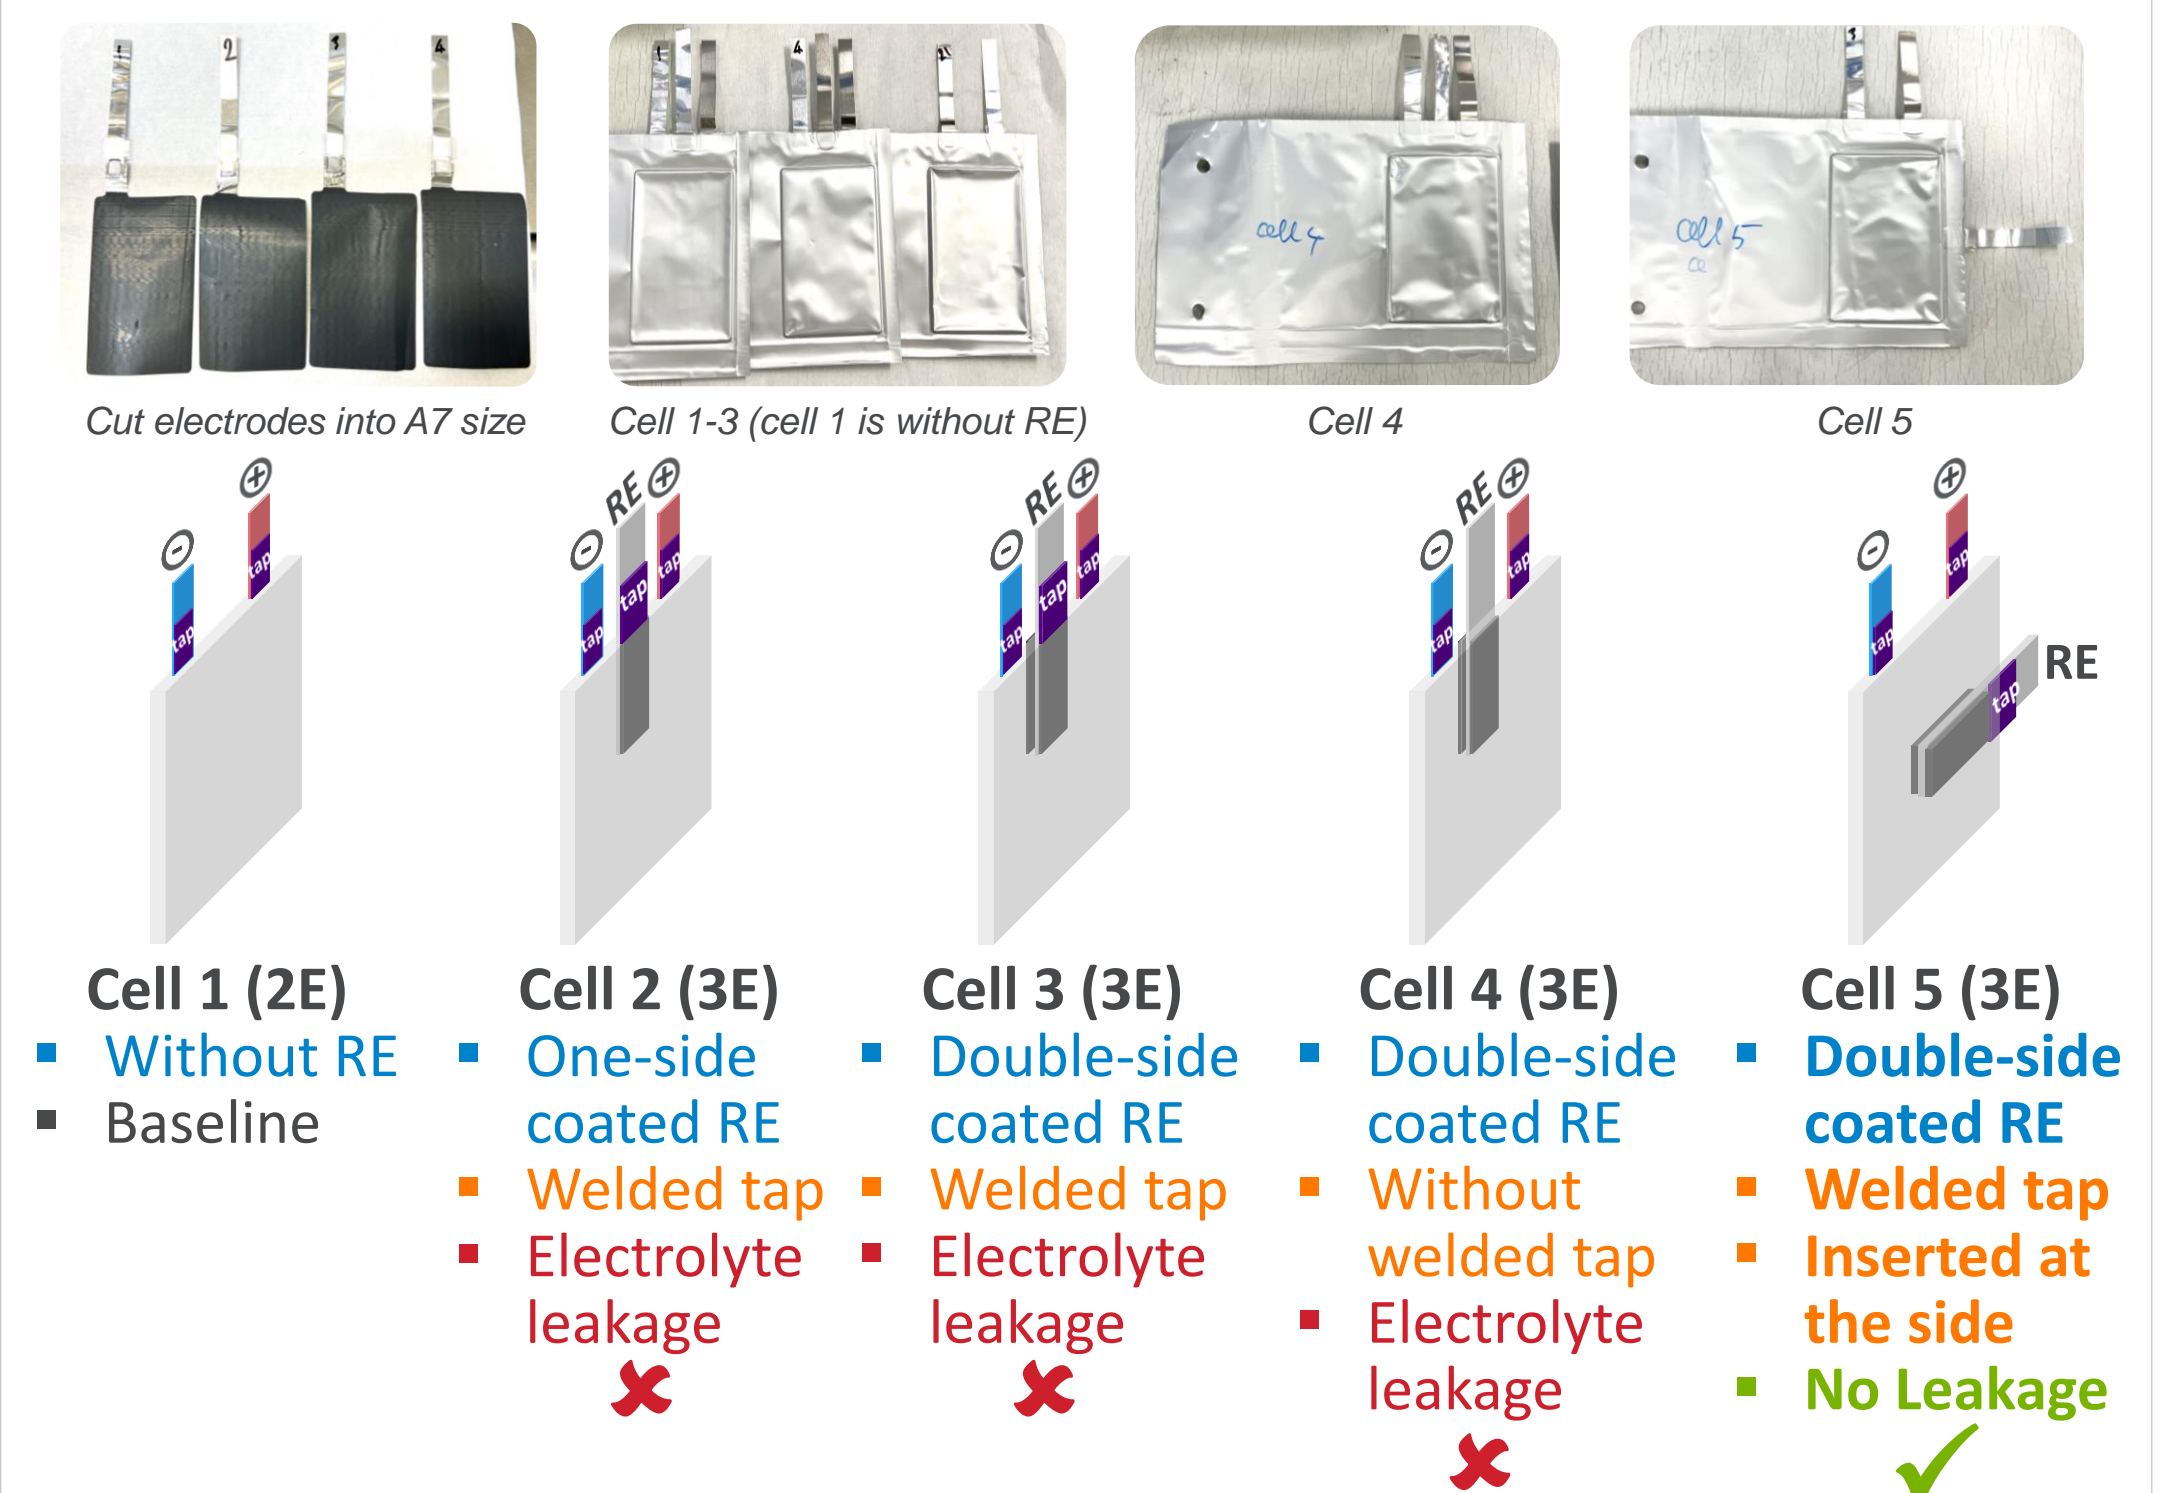 1 2 3 4
1 4 2
cell 4
3
cell 5
ce
Cut electrodes into A7 size
Cell 1-3 (cell 1 is without RE)
Cell 4
Cell 5
- + tap tap
- RE + tap tap tap
- RE + tap tap tap
- RE + tap tap
- + RE tap tap tap
Cell 1 (2E)
Without RE
Baseline
Cell 2 (3E)
One-side
coated RE
Welded tap
Electrolyte
leakage
Cell 3 (3E)
Double-side
coated RE
Welded tap
Electrolyte
leakage
Cell 4 (3E)
Double-side
coated RE
Without
welded tap
Electrolyte
leakage
Cell 5 (3E)
Double-side
coated RE
Welded tap
Inserted at
the side
No Leakage